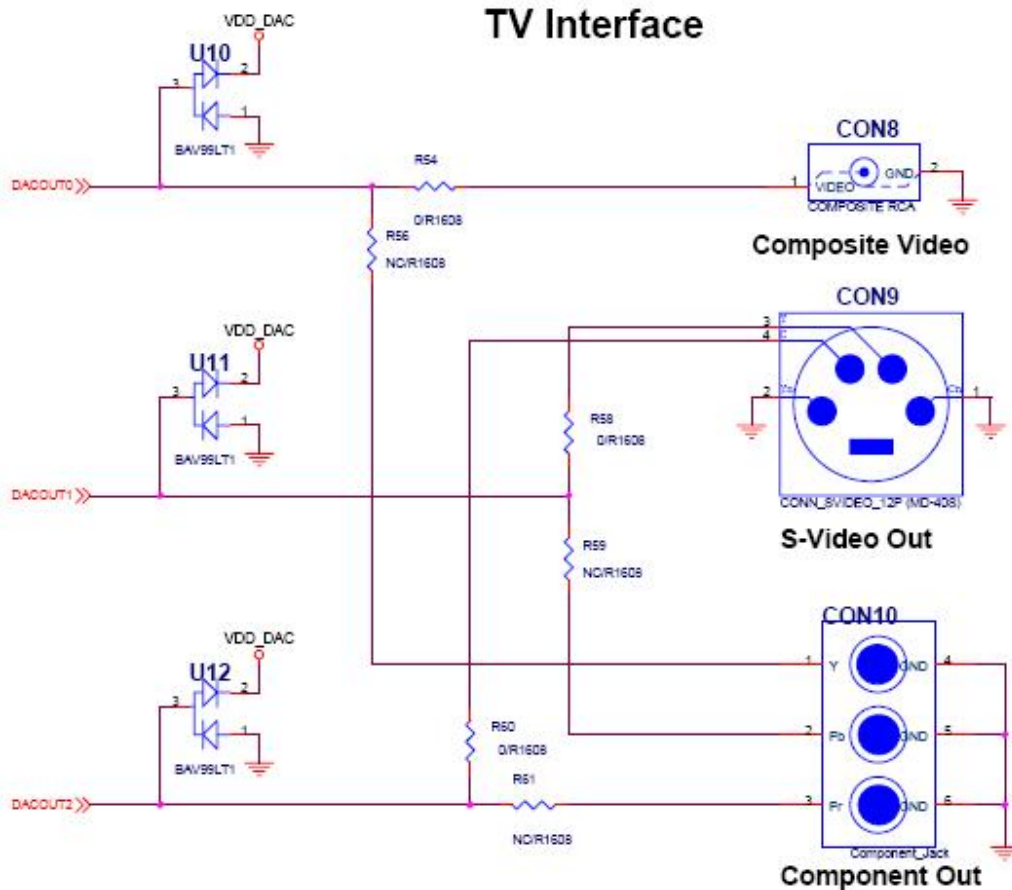 TV Interface
VDD_DAC
U10
2
3
1
BAV99LT1
DACOUT0
R54
0/R1608
R56
NC/R1608
CON8
1
VIDEO
GND
2
COMPOSITE RCA
Composite Video
CON9
3
4
2
1
CONN_SVIDEO_12P (MD-40S)
S-Video Out
VDD_DAC
U11
2
3
1
BAV99LT1
DACOUT1
R58
0/R1608
R59
NC/R1608
VDD_DAC
U12
2
3
1
BAV99LT1
DACOUT2
R60
0/R1608
R61
NC/R1608
CON10
1 Y GND 4
2 Pb GND 5
3 Pr GND 6
Component_Jack
Component Out